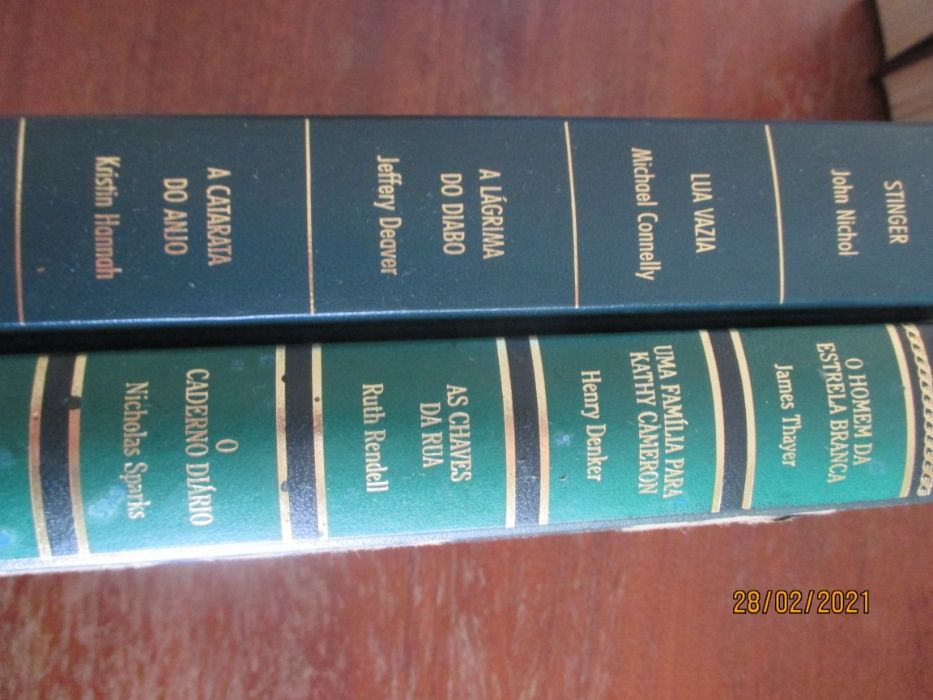 STINGER
John Nichol
LUA VAZIA
Michael Connelly
A LÁGRIMA
DO DIABO
Jeffery Deaver
A CATARATA
DO ANJO
Kristin Hannah
O HOMEM DA
ESTRELA BRANCA
James Thayer
UMA FAMÍLIA PARA
KATHY CAMERON
Henry Denker
AS CHAVES
DA RUA
Ruth Rendell
O
CADERNO DIÁRIO
Nicholas Sparks
28/02/2021